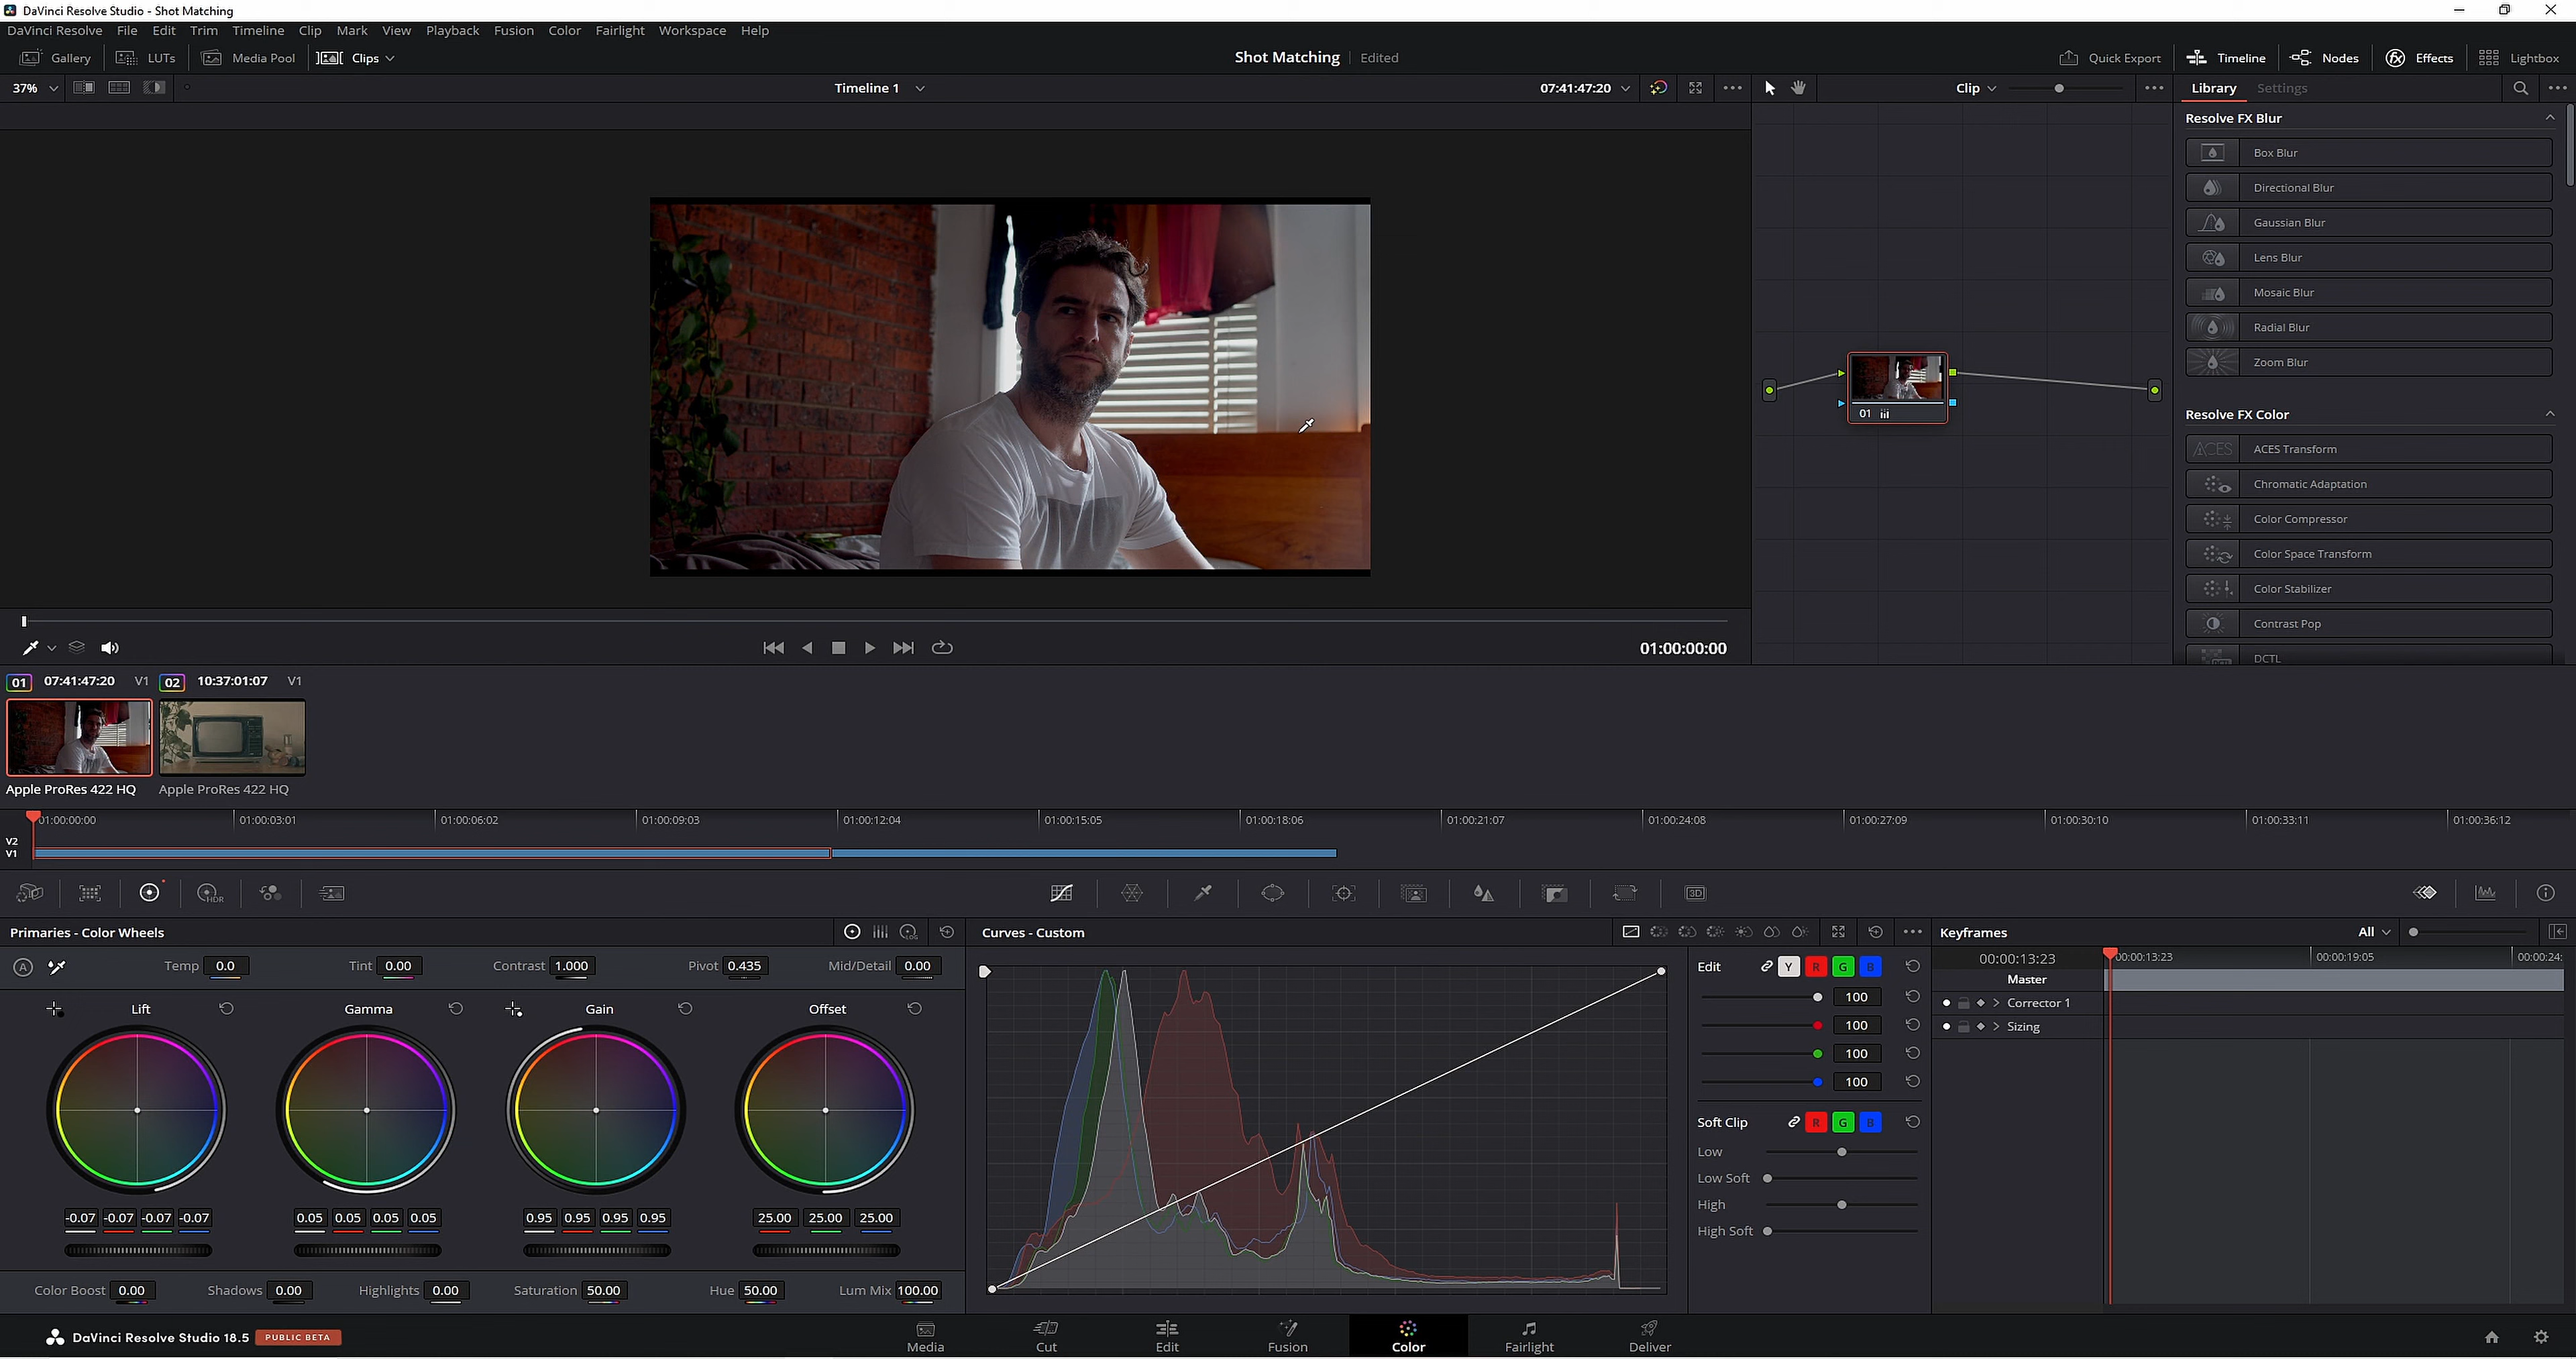 DaVinci Resolve Studio - Shot Matching
DaVinci Resolve File Edit Trim Timeline Clip Mark View Playback Fusion Color Fairlight Workspace Help
Gallery LUTs Media Pool Clips Shot Matching Edited Quick Export Timeline Nodes Effects Lightbox
37% Timeline 1 07:41:47:20 Clip Library Settings
Resolve FX Blur
Box Blur
Directional Blur
Gaussian Blur
Lens Blur
Mosaic Blur
Radial Blur
Zoom Blur
01
Resolve FX Color
ACES ACES Transform
Chromatic Adaptation
Color Compressor
Color Space Transform
Color Stabilizer
Contrast Pop
DCTL
01:00:00:00
01 07:41:47:20 V1 02 10:37:01:07 V1
Apple ProRes 422 HQ Apple ProRes 422 HQ
01:00:00:00 01:00:03:01 01:00:06:02 01:00:09:03 01:00:12:04 01:00:15:05 01:00:18:06 01:00:21:07 01:00:24:08 01:00:27:09 01:00:30:10 01:00:33:11 01:00:36:12
V2
V1
HDR 3D
Primaries - Color Wheels LOG Curves - Custom Keyframes All
A Temp 0.0 Tint 0.00 Contrast 1.000 Pivot 0.435 Mid/Detail 0.00
Edit Y R G B
00:00:13:23 00:00:13:23 00:00:19:05 00:00:24:
Master
Lift Gamma Gain Offset
100
Corrector 1
100
Sizing
100
100
Soft Clip R G B
Low
Low Soft
High
High Soft
-0.07 -0.07 -0.07 -0.07 0.05 0.05 0.05 0.05 0.95 0.95 0.95 0.95 25.00 25.00 25.00
Color Boost 0.00 Shadows 0.00 Highlights 0.00 Saturation 50.00 Hue 50.00 Lum Mix 100.00
DaVinci Resolve Studio 18.5 PUBLIC BETA Media Cut Edit Fusion Color Fairlight Deliver